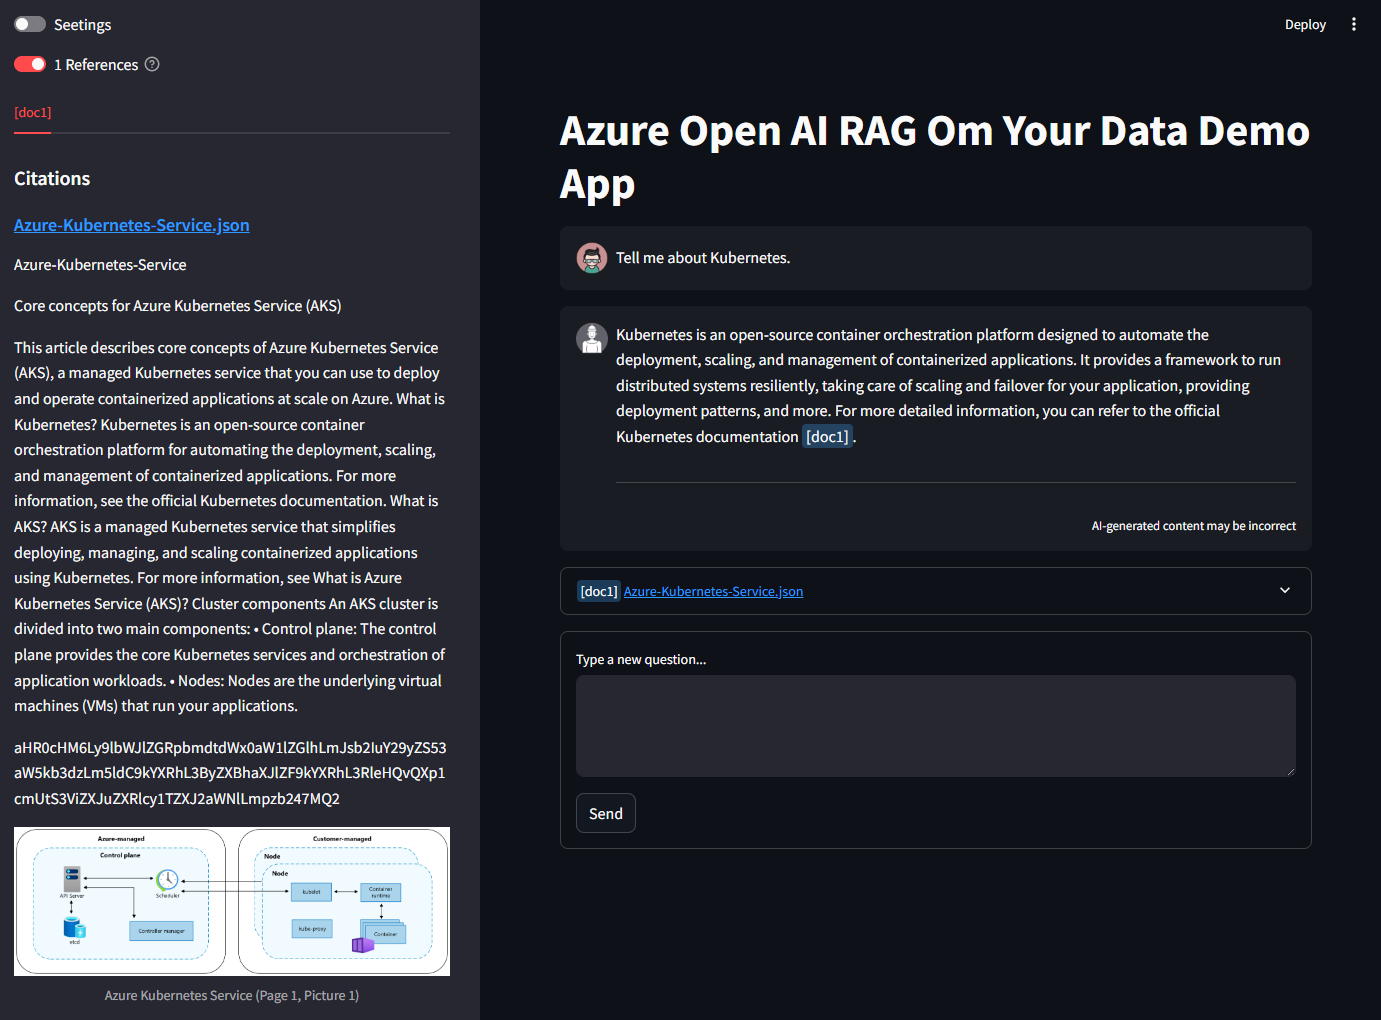 Seetings
1 References
[doc1]
Citations
Azure-Kubernetes-Service.json
Azure-Kubernetes-Service
Core concepts for Azure Kubernetes Service (AKS)
This article describes core concepts of Azure Kubernetes Service
(AKS), a managed Kubernetes service that you can use to deploy
and operate containerized applications at scale on Azure. What is
Kubernetes? Kubernetes is an open-source container
orchestration platform for automating the deployment, scaling,
and management of containerized applications. For more
information, see the official Kubernetes documentation. What is
AKS? AKS is a managed Kubernetes service that simplifies
deploying, managing, and scaling containerized applications
using Kubernetes. For more information, see What is Azure
Kubernetes Service (AKS)? Cluster components An AKS cluster is
divided into two main components: • Control plane: The control
plane provides the core Kubernetes services and orchestration of
application workloads. • Nodes: Nodes are the underlying virtual
machines (VMs) that run your applications.
aHR0cHM6Ly9lbWJlZGRpbmdtdWx0aW1lZGlhLmJsb2IuY29yZS53
aW5kb3dzLm5ldC9kYXRhL3ByZXBhaXJlZF9kYXRhL3RleHQvQXp1
cmUtS3ViZXJuZXRlcy1TZXJ2aWNlLmpzb247MQ2
Azure-managed
Control plane
API Server
Scheduler
etcd
Controller manager
Customer-managed
Node
Node
kubelet
Container
runtime
kube-proxy
Container
Azure Kubernetes Service (Page 1, Picture 1)
Deploy
Azure Open AI RAG Om Your Data Demo
App
Tell me about Kubernetes.
Kubernetes is an open-source container orchestration platform designed to automate the
deployment, scaling, and management of containerized applications. It provides a framework to run
distributed systems resiliently, taking care of scaling and failover for your application, providing
deployment patterns, and more. For more detailed information, you can refer to the official
Kubernetes documentation [doc1].
AI-generated content may be incorrect
[doc1] Azure-Kubernetes-Service.json
Type a new question...
Send